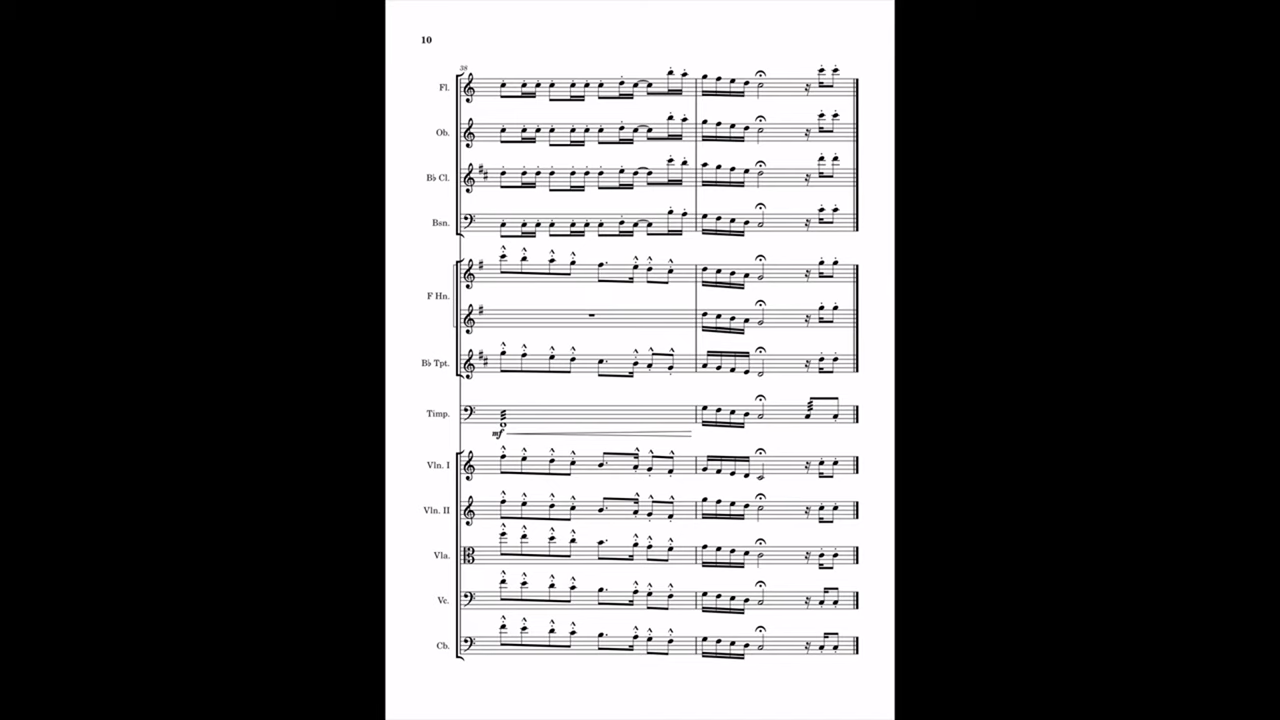 10
38
Fl.
Ob.
B♭ Cl.
Bsn.
F Hn.
B♭ Tpt.
Timp.
mf
Vln. I
Vln. II
Vla.
Vc.
Cb.